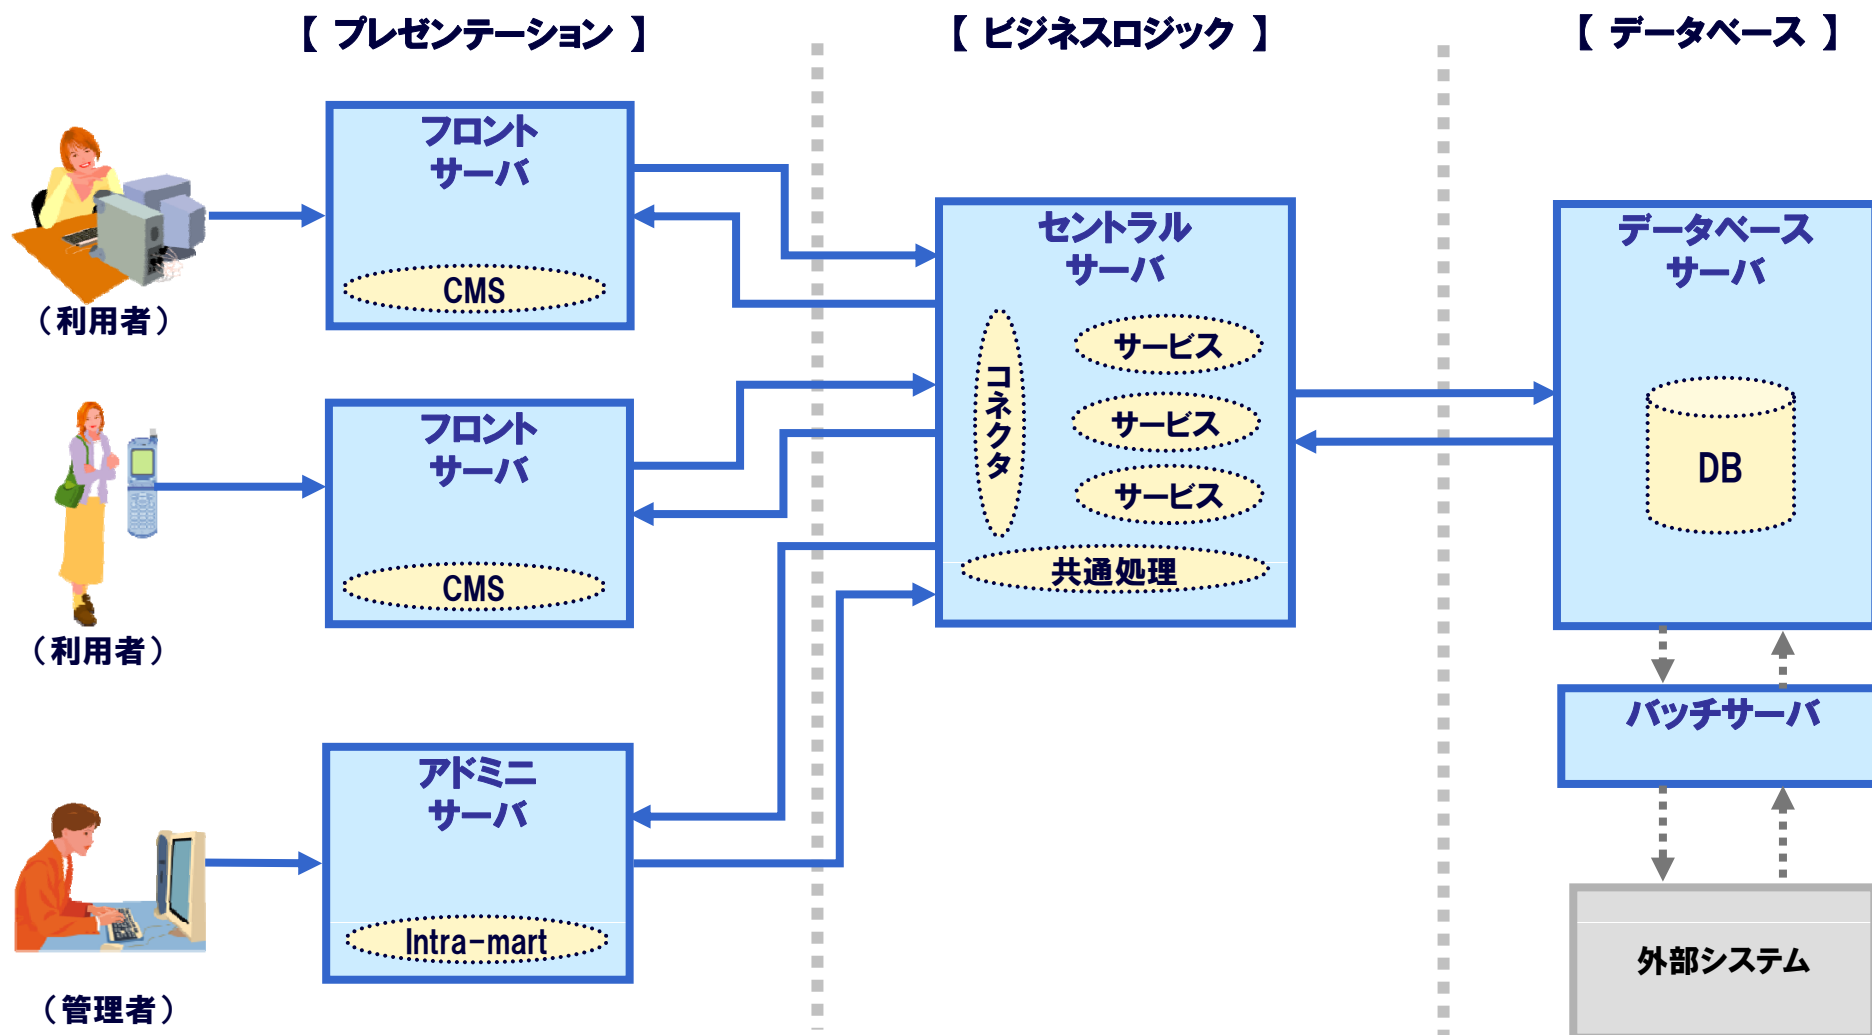 【 プレゼンテーション 】
【 ビジネスロジック 】
【 データベース 】
フロント
サーバ
CMS
（利用者）
フロント
サーバ
CMS
（利用者）
アドミニ
サーバ
Intra-mart
（管理者）
セントラル
サーバ
コネクタ
サービス
サービス
サービス
共通処理
データベース
サーバ
DB
バッチサーバ
外部システム